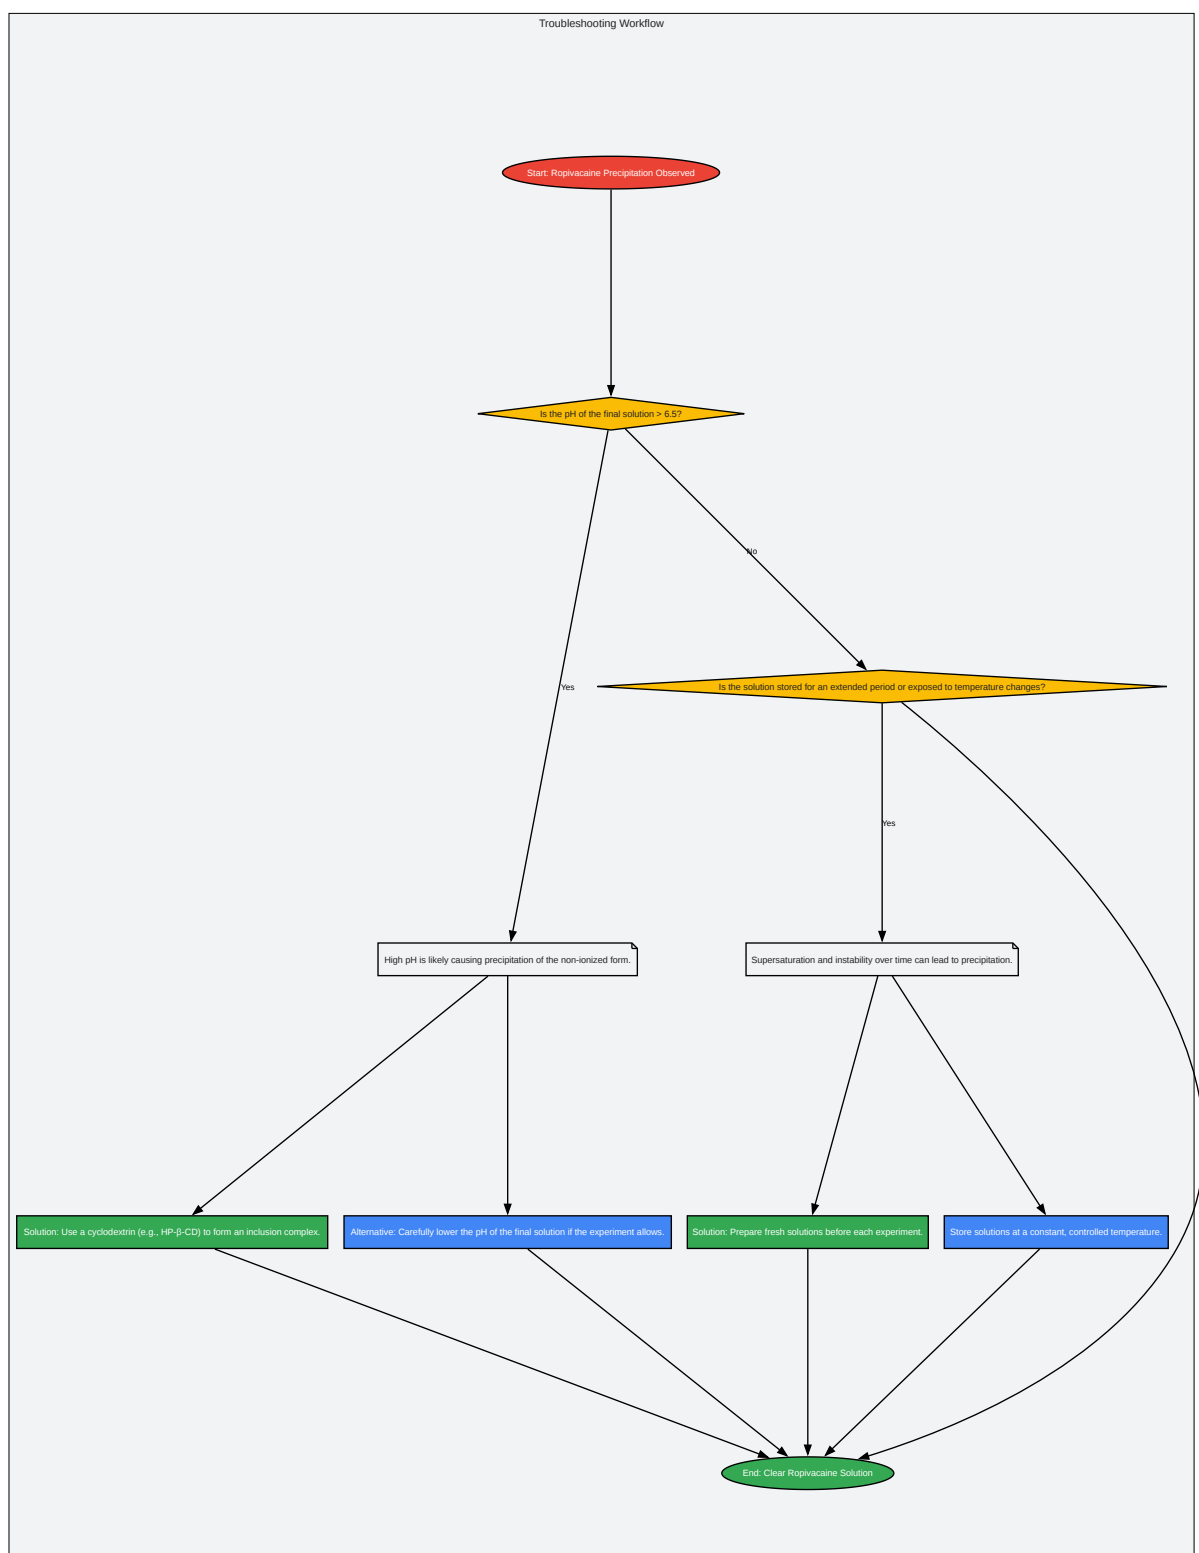 Troubleshooting Workflow
Start: Ropivacaine Precipitation Observed
Is the pH of the final solution > 6.5?
No
Is the solution stored for an extended period or exposed to temperature changes?
Yes
Yes
High pH is likely causing precipitation of the non-ionized form.
Supersaturation and instability over time can lead to precipitation.
Solution: Use a cyclodextrin (e.g., HP-β-CD) to form an inclusion complex.
Alternative: Carefully lower the pH of the final solution if the experiment allows.
Solution: Prepare fresh solutions before each experiment.
Store solutions at a constant, controlled temperature.
End: Clear Ropivacaine Solution